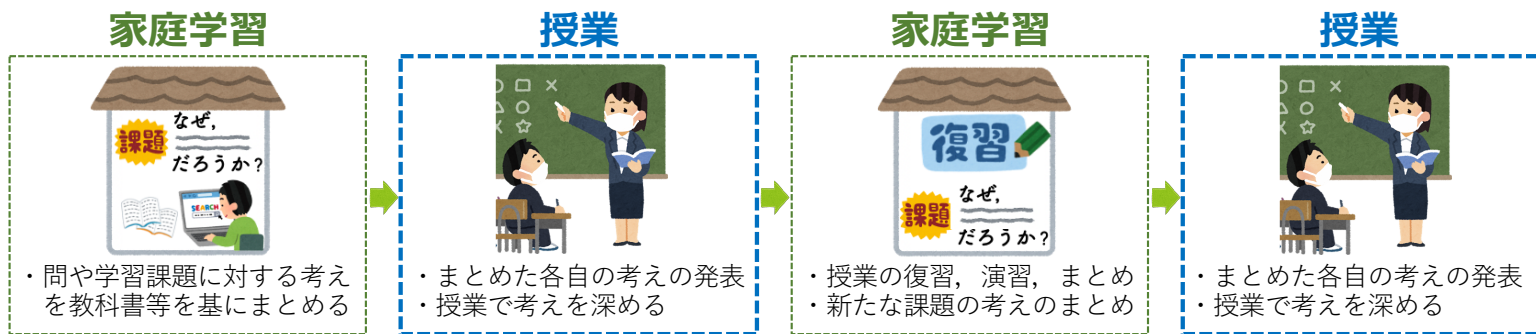 家庭学習
課題
なぜ,
だろうか?
SEARCH
・問や学習課題に対する考え
を教科書等を基にまとめる
授業
・まとめた各自の考えの発表
・授業で考えを深める
家庭学習
復習
課題
なぜ,
だろうか?
・授業の復習，演習，まとめ
・新たな課題の考えのまとめ
授業
・まとめた各自の考えの発表
・授業で考えを深める